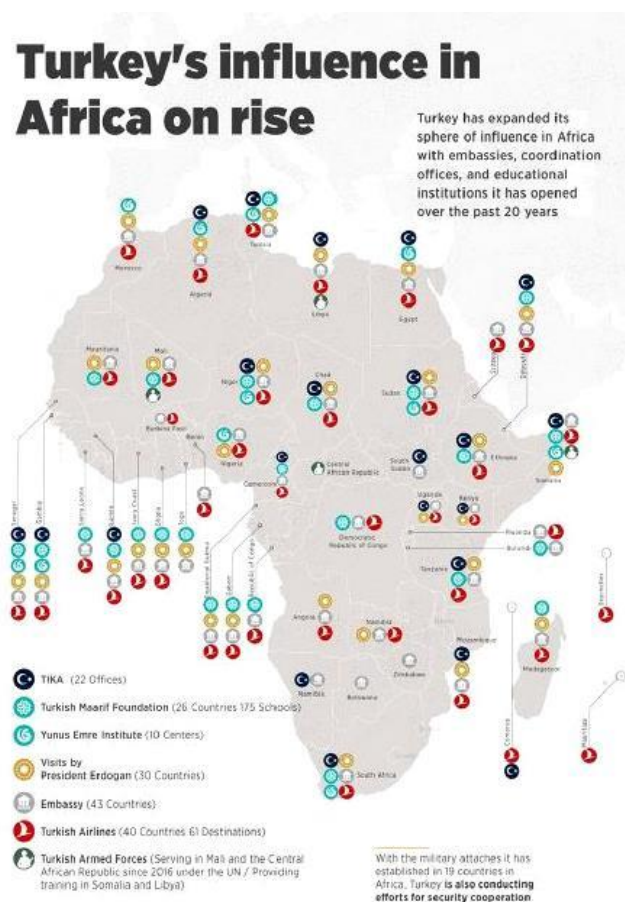 Turkey's influence in
Africa on rise
Turkey has expanded its
sphere of influence in Africa
with embassies, coordination
offices, and educational
institutions it has opened
over the past 20 years
Morocco
Algeria
Tunisia
Libya
Egypt
Eritrea
Djibouti
Mauritania
Mali
Niger
Chad
Sudan
Burkina Faso
Benin
Nigeria
Cameroon
Central
African Republic
South
Sudan
Ethiopia
Somalia
Senegal
Gambia
Sierra Leone
Guinea
Ivory Coast
Ghana
Togo
Equatorial Guinea
Gabon
Republic of Congo
Democratic
Republic of Congo
Uganda
Kenya
Rwanda
Burundi
Tanzania
Angola
Namibia
Zimbabwe
Mozambique
Madagascar
Seychelles
Comoros
Mauritius
Namibia
Botswana
South Africa
TIKA (22 Offices)
Turkish Maarif Foundation (26 Countries 175 Schools)
Yunus Emre Institute (10 Centers)
Visits by
President Erdogan (30 Countries)
Embassy (43 Countries)
Turkish Airlines (40 Countries 61 Destinations)
Turkish Armed Forces (Serving in Mali and the Central
African Republic since 2016 under the UN / Providing
training in Somalia and Libya)
With the military attaches it has
established in 19 countries in
Africa, Turkey is also conducting
efforts for security cooperation